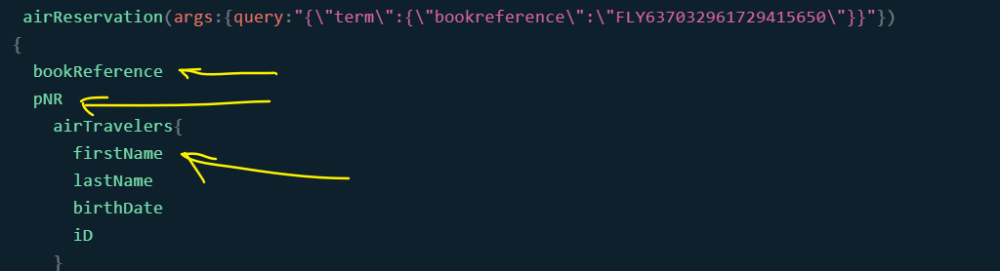 airReservation(args:{query:"{\"term\":{\"bookreference\":\"FLY637032961729415650\"}}"})
{
bookReference
pNR
airTravelers{
firstName
lastName
birthDate
iD
}